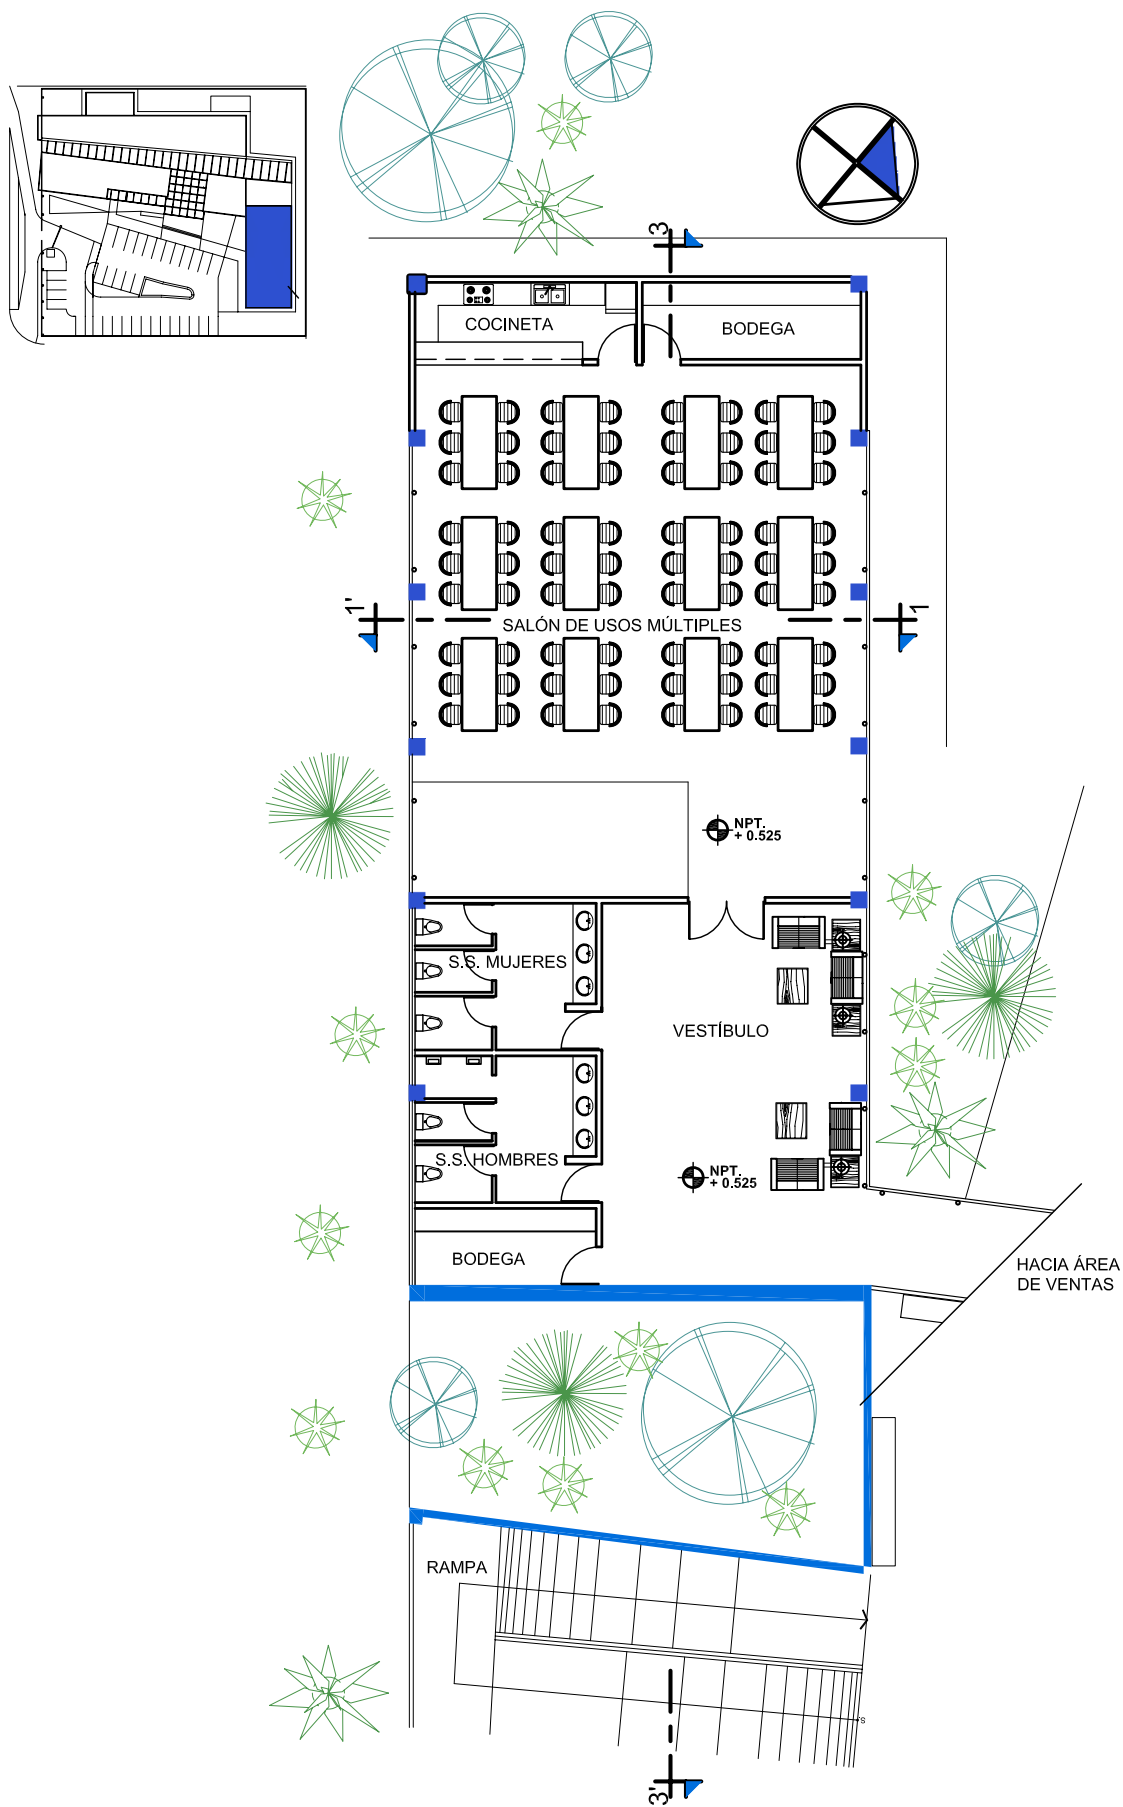 3
COCINETA
BODEGA
1'
1
SALÓN DE USOS MÚLTIPLES
NPT.
+ 0.525
S.S. MUJERES
VESTÍBULO
S.S. HOMBRES
NPT.
+ 0.525
BODEGA
HACIA ÁREA
DE VENTAS
RAMPA
3'